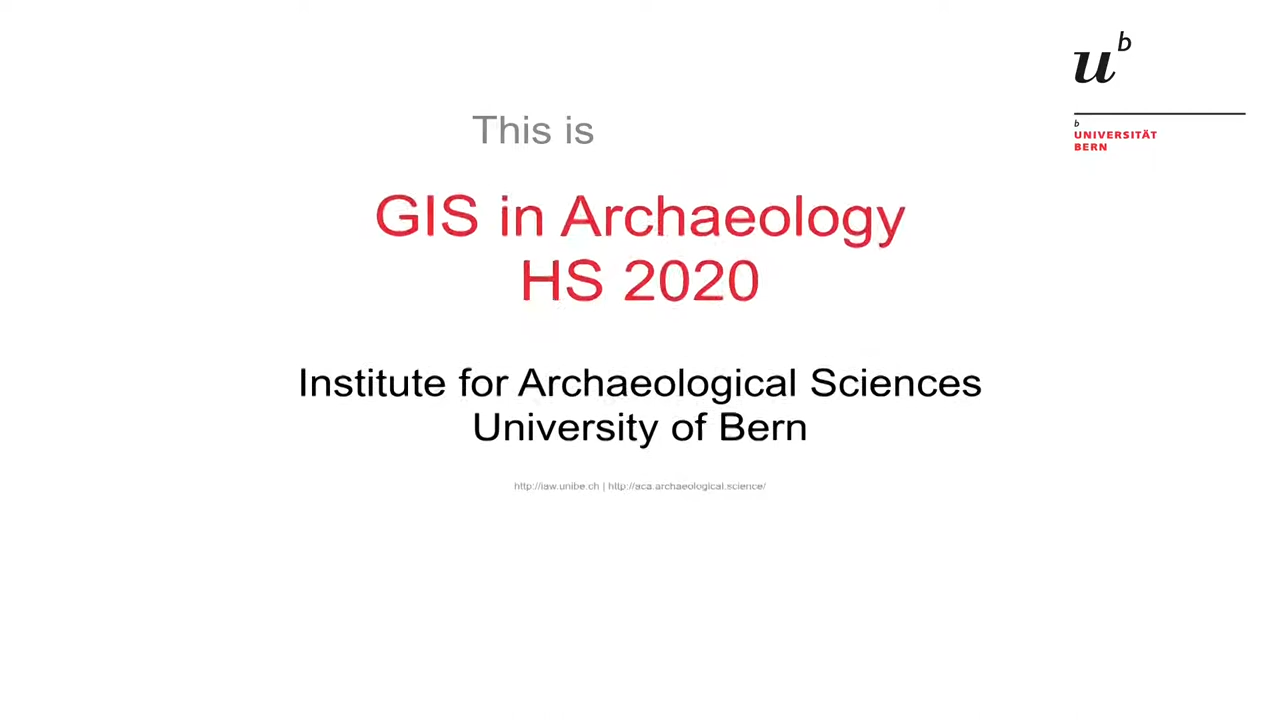 u^b
This is
b
UNIVERSITÄT
BERN
GIS in Archaeology
HS 2020
Institute for Archaeological Sciences
University of Bern
http://iaw.unibe.ch | http://aca.archaeological.science/